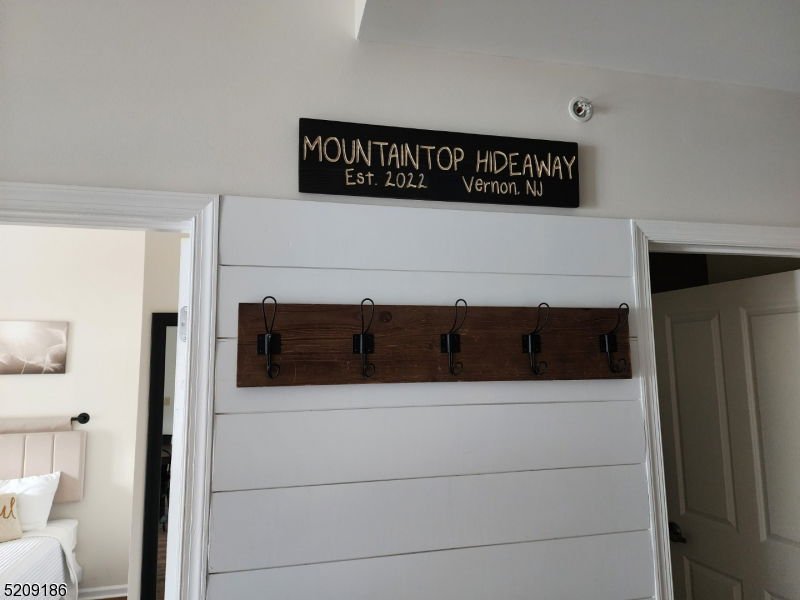 MOUNTAINTOP HIDEAWAY
Est. 2022 Vernon, NJ
5209186